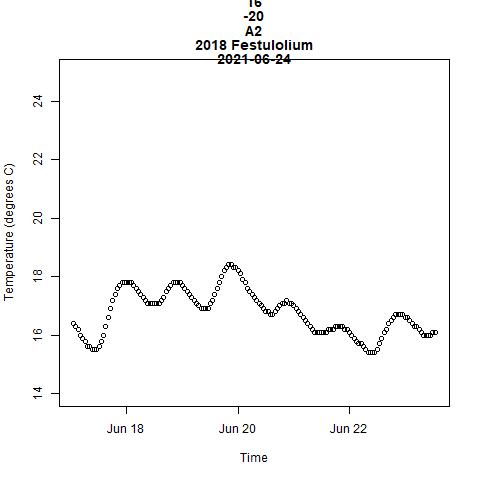 16
-20
A2
2018 Festulolium
2021-06-24
Temperature (degrees C)
24
22
20
18
16
14
Jun 18
Jun 20
Jun 22
Time